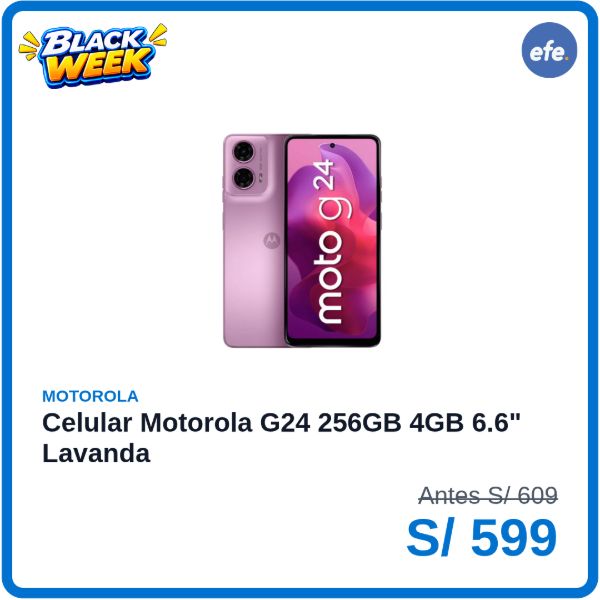 BLACK
WEEK
efe.
moto g24
MOTOROLA
Celular Motorola G24 256GB 4GB 6.6"
Lavanda
Antes S/ 609
S/ 599